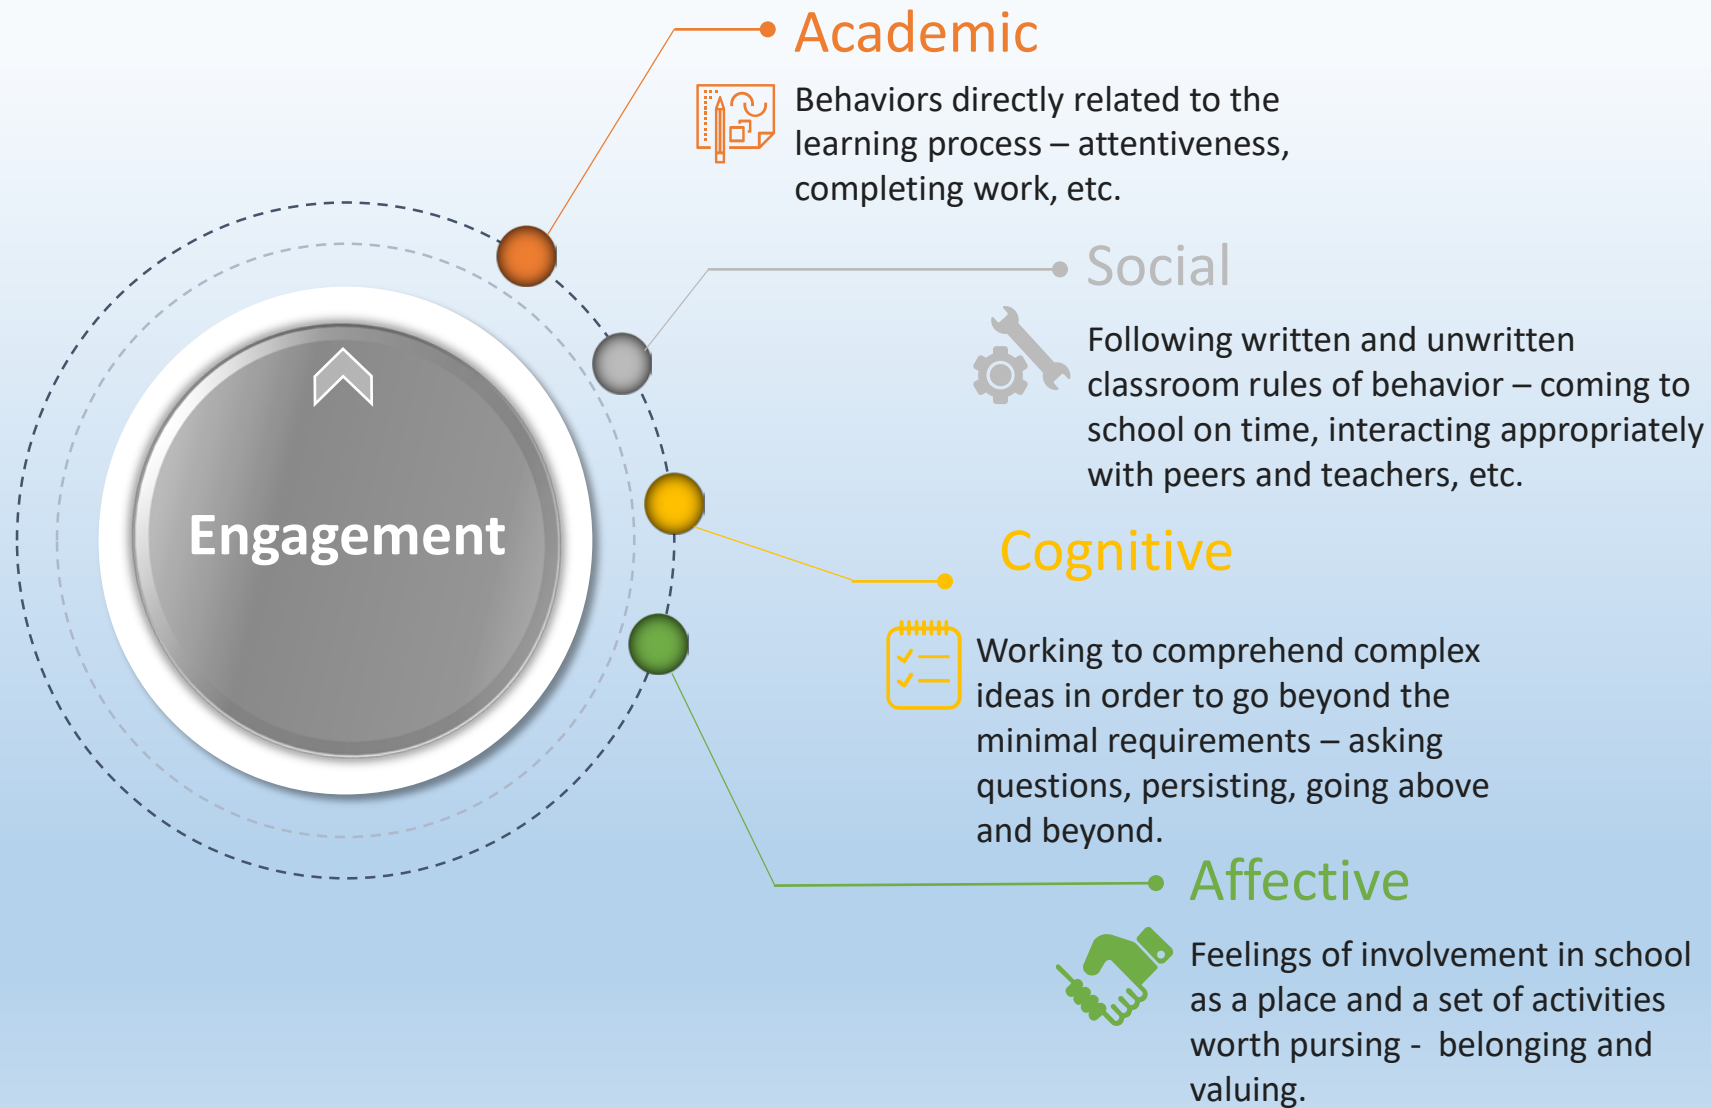 Academic
Behaviors directly related to the
learning process – attentiveness,
completing work, etc.
Social
Following written and unwritten
classroom rules of behavior – coming to
school on time, interacting appropriately
with peers and teachers, etc.
Engagement
Cognitive
Working to comprehend complex
ideas in order to go beyond the
minimal requirements – asking
questions, persisting, going above
and beyond.
Affective
Feelings of involvement in school
as a place and a set of activities
worth pursing -  belonging and
valuing.